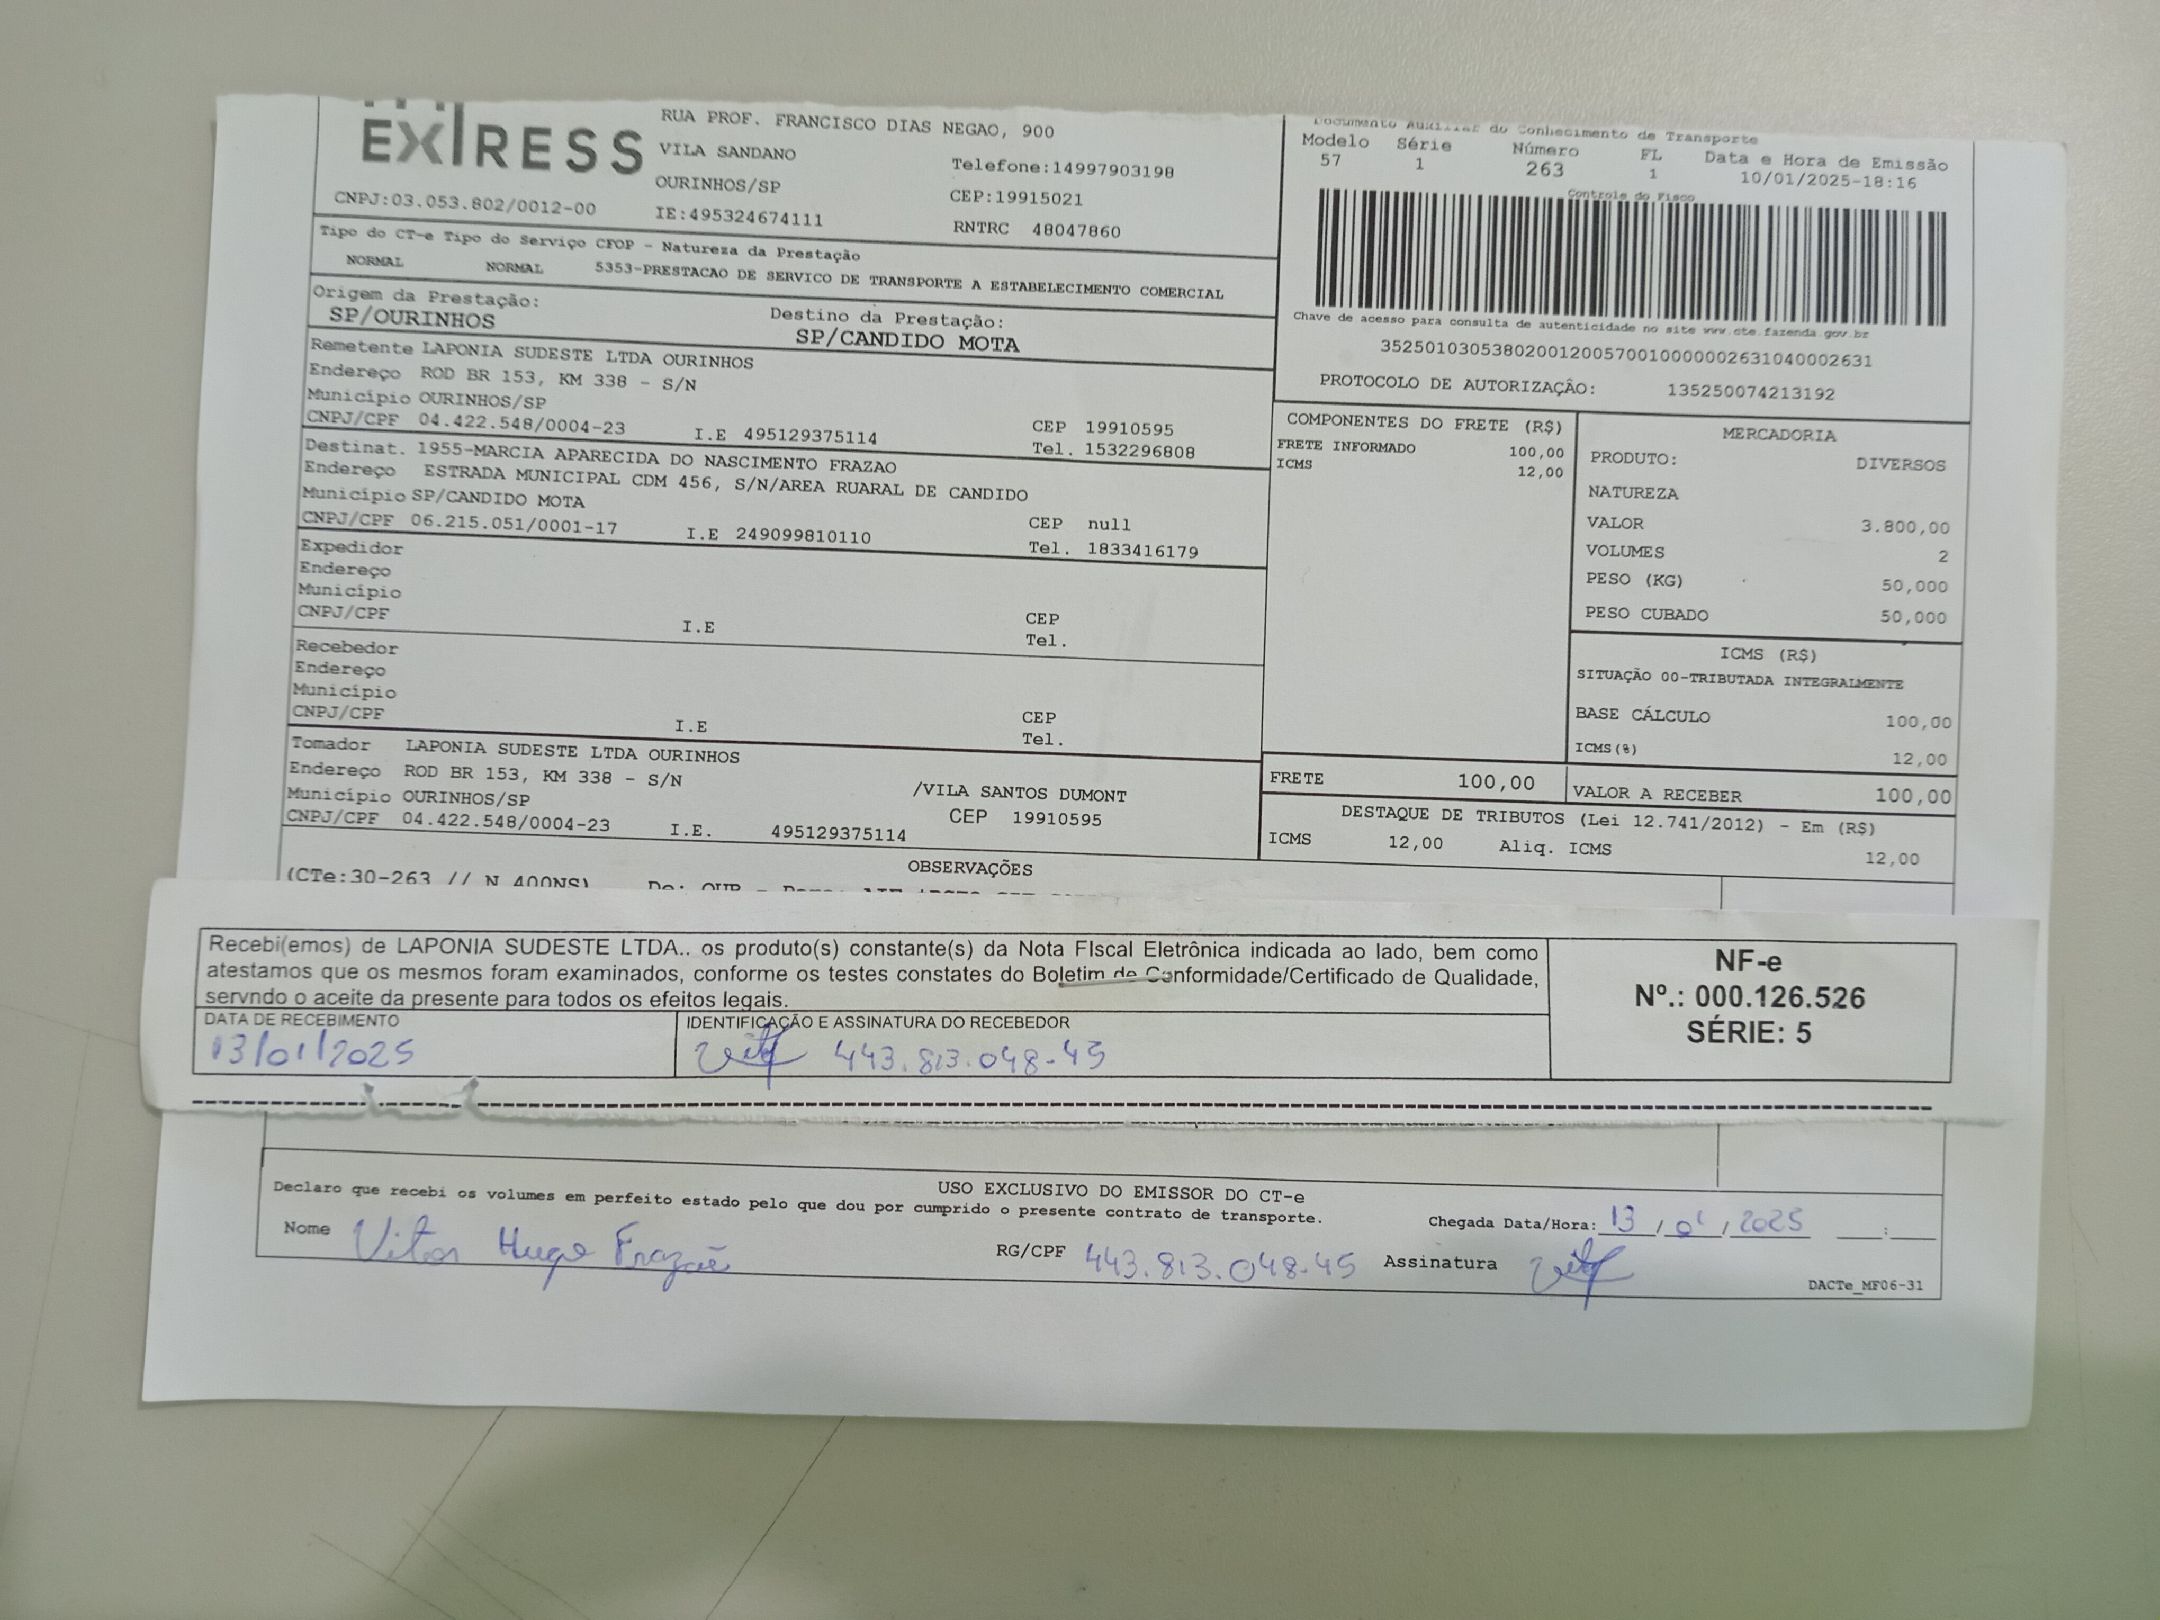 EXPRESS
RUA PROF. FRANCISCO DIAS NEGAO, 900
VILA SANDANO
Telefone:14997903198
OURINHOS/SP
CEP:19915021
CNPJ:03.053.802/0012-00
IE:495324674111
RNTRC 48047860
Documento Auxiliar do Conhecimento de Transporte
Modelo Série Número FL Data e Hora de Emissão
57 1 263 1 10/01/2025-18:16
Controle do Fisco
Chave de acesso para consulta de autenticidade no site www.cte.fazenda.gov.br
35250103053802001200570010000002631040002631
PROTOCOLO DE AUTORIZAÇÃO: 135250074213192
Tipo do CT-e Tipo do Serviço CFOP - Natureza da Prestação
NORMAL NORMAL 5353-PRESTACAO DE SERVICO DE TRANSPORTE A ESTABELECIMENTO COMERCIAL
Origem da Prestação: Destino da Prestação:
SP/OURINHOS SP/CANDIDO MOTA
Remetente LAPONIA SUDESTE LTDA OURINHOS
Endereço ROD BR 153, KM 338 - S/N
Município OURINHOS/SP CEP 19910595
CNPJ/CPF 04.422.548/0004-23 I.E 495129375114 Tel. 1532296808
Destinat. 1955-MARCIA APARECIDA DO NASCIMENTO FRAZAO
Endereço ESTRADA MUNICIPAL CDM 456, S/N/AREA RUARAL DE CANDIDO
Município SP/CANDIDO MOTA CEP null
CNPJ/CPF 06.215.051/0001-17 I.E 249099810110 Tel. 1833416179
Expedidor
Endereço
Município CEP
CNPJ/CPF I.E Tel.
Recebedor
Endereço
Município CEP
CNPJ/CPF I.E Tel.
Tomador LAPONIA SUDESTE LTDA OURINHOS
Endereço ROD BR 153, KM 338 - S/N /VILA SANTOS DUMONT
Município OURINHOS/SP CEP 19910595
CNPJ/CPF 04.422.548/0004-23 I.E. 495129375114
COMPONENTES DO FRETE (R$)
FRETE INFORMADO 100,00
ICMS 12,00
MERCADORIA
PRODUTO: DIVERSOS
NATUREZA
VALOR 3.800,00
VOLUMES 2
PESO (KG) 50,000
PESO CUBADO 50,000
ICMS (R$)
SITUAÇÃO 00-TRIBUTADA INTEGRALMENTE
BASE CÁLCULO 100,00
ICMS(%) 12,00
FRETE 100,00 VALOR A RECEBER 100,00
DESTAQUE DE TRIBUTOS (Lei 12.741/2012) - Em (R$)
ICMS 12,00 Aliq. ICMS 12,00
OBSERVAÇÕES
(CTe:30-263 // N 400NS) De: OUR
Recebi(emos) de LAPONIA SUDESTE LTDA.. os produto(s) constante(s) da Nota FIscal Eletrônica indicada ao lado, bem como
atestamos que os mesmos foram examinados, conforme os testes constates do Boletim de Conformidade/Certificado de Qualidade,
servndo o aceite da presente para todos os efeitos legais.
DATA DE RECEBIMENTO IDENTIFICAÇÃO E ASSINATURA DO RECEBEDOR
13/01/2025 443.813.048-45
NF-e
Nº.: 000.126.526
SÉRIE: 5
USO EXCLUSIVO DO EMISSOR DO CT-e
Declaro que recebi os volumes em perfeito estado pelo que dou por cumprido o presente contrato de transporte.
Chegada Data/Hora: 13/01/2025 :
Nome Vitor Hugo Frazão RG/CPF 443.813.048-45 Assinatura
DACTe_MF06-31